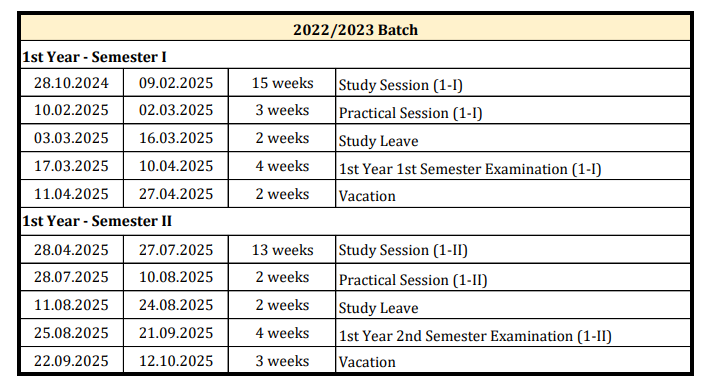 2022/2023 Batch
1st Year - Semester I
28.10.2024 09.02.2025 15 weeks Study Session (1-I)
10.02.2025 02.03.2025 3 weeks Practical Session (1-I)
03.03.2025 16.03.2025 2 weeks Study Leave
17.03.2025 10.04.2025 4 weeks 1st Year 1st Semester Examination (1-I)
11.04.2025 27.04.2025 2 weeks Vacation
1st Year - Semester II
28.04.2025 27.07.2025 13 weeks Study Session (1-II)
28.07.2025 10.08.2025 2 weeks Practical Session (1-II)
11.08.2025 24.08.2025 2 weeks Study Leave
25.08.2025 21.09.2025 4 weeks 1st Year 2nd Semester Examination (1-II)
22.09.2025 12.10.2025 3 weeks Vacation